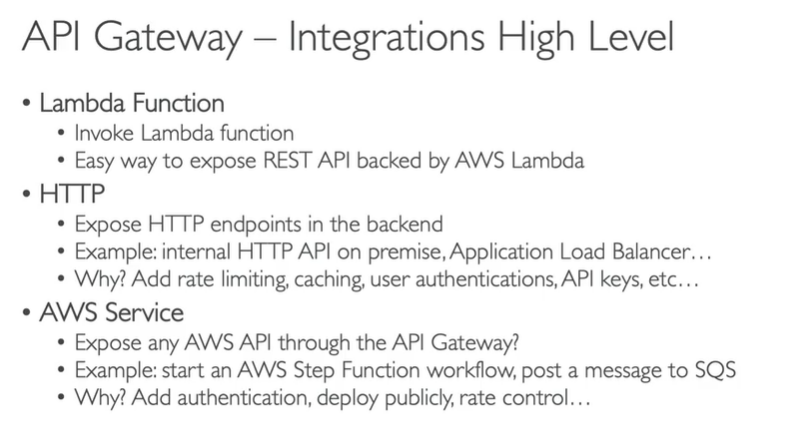 API Gateway – Integrations High Level
• Lambda Function
• Invoke Lambda function
• Easy way to expose REST API backed by AWS Lambda
• HTTP
• Expose HTTP endpoints in the backend
• Example: internal HTTP API on premise, Application Load Balancer…
• Why? Add rate limiting, caching, user authentications, API keys, etc…
• AWS Service
• Expose any AWS API through the API Gateway?
• Example: start an AWS Step Function workflow, post a message to SQS
• Why? Add authentication, deploy publicly, rate control…